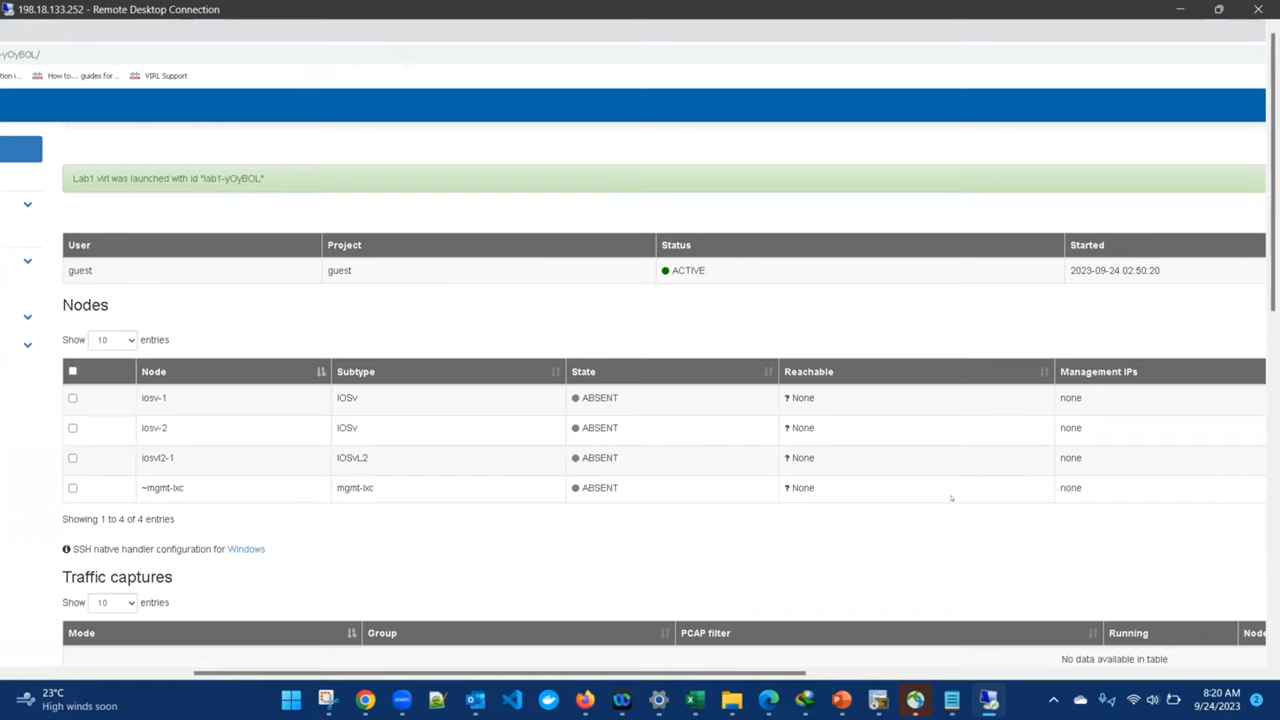 198.18.133.252 - Remote Desktop Connection
-yOyBOL/
tion i... How to... guides for... VIRL Support
Lab1 virl was launched with id "lab1-yOyBOL"
User Project Status Started
guest guest ACTIVE 2023-09-24 02:50:20
Nodes
Show 10 entries
Node Subtype State Reachable Management IPs
iosv-1 IOSv ABSENT ? None none
iosv-2 IOSv ABSENT ? None none
iosvl2-1 IOSvL2 ABSENT ? None none
~mgmt-lxc mgmt-lxc ABSENT ? None none
Showing 1 to 4 of 4 entries
SSH native handler configuration for Windows
Traffic captures
Show 10 entries
Mode Group PCAP filter Running Node
No data available in table
23°C
High winds soon
8:20 AM
9/24/2023
2